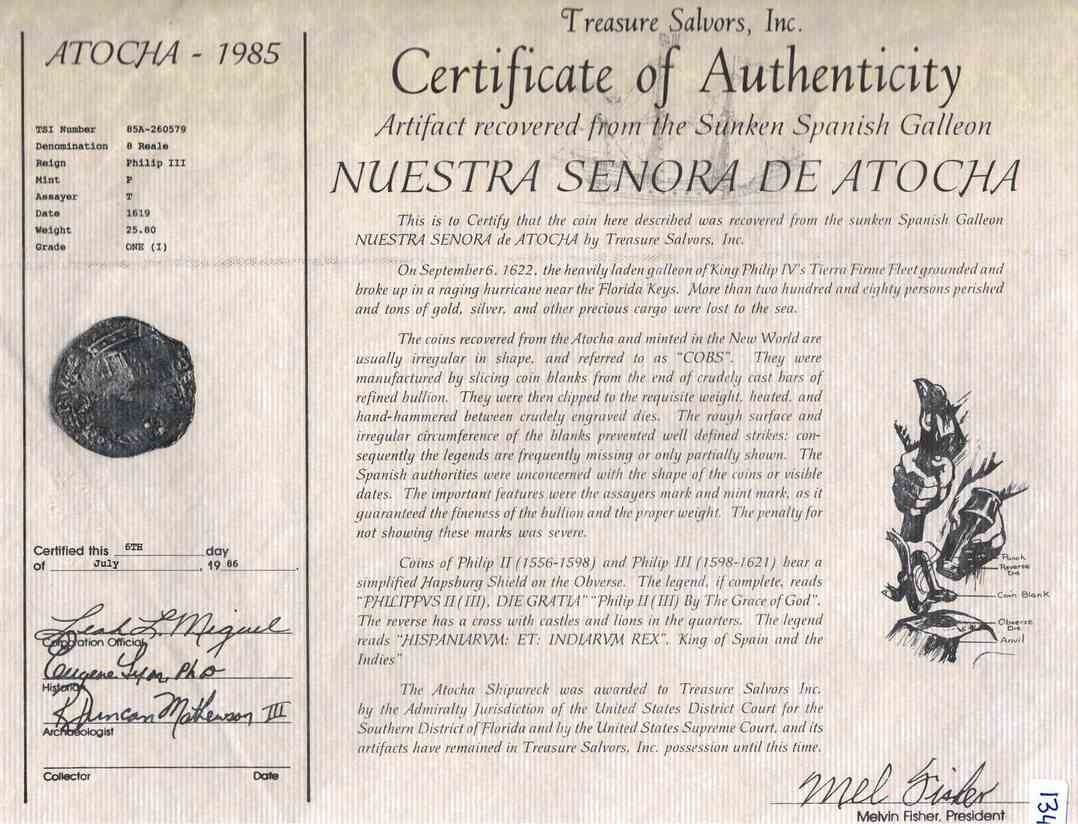 ATOCHA - 1985
TSI Number 85A-260579
Denomination 8 Reale
Reign Philip III
Mint P
Assayer T
Date 1619
Weight 25.80
Grade ONE (I)
Certified this 6TH day
of July , 19 86 .
Leah L. Miguel
Corporation Official
Eugene Lyon, PhD
Historian
R Duncan Mathewson III
Archaeologist
Collector Date
Treasure Salvors, Inc.
Certificate of Authenticity
Artifact recovered from the Sunken Spanish Galleon
NUESTRA SENORA DE ATOCHA
This is to Certify that the coin here described was recovered from the sunken Spanish Galleon
NUESTRA SENORA de ATOCHA by Treasure Salvors, Inc.
On September 6, 1622, the heavily laden galleon of King Philip IV's Tierra Firme Fleet grounded and
broke up in a raging hurricane near the Florida Keys. More than two hundred and eighty persons perished
and tons of gold, silver, and other precious cargo were lost to the sea.
The coins recovered from the Atocha and minted in the New World are
usually irregular in shape, and referred to as "COBS". They were
manufactured by slicing coin blanks from the end of crudely cast bars of
refined bullion. They were then clipped to the requisite weight, heated, and
hand-hammered between crudely engraved dies. The rough surface and
irregular circumference of the blanks prevented well defined strikes; con-
sequently the legends are frequently missing or only partially shown. The
Spanish authorities were unconcerned with the shape of the coins or visible
dates. The important features were the assayers mark and mint mark, as it
guaranteed the fineness of the bullion and the proper weight. The penalty for
not showing these marks was severe.
Coins of Philip II (1556-1598) and Philip III (1598-1621) bear a
simplified Hapsburg Shield on the Obverse. The legend, if complete, reads
"PHILIPPVS II (III), DIE GRATIA" "Philip II (III) By The Grace of God".
The reverse has a cross with castles and lions in the quarters. The legend
reads "HISPANIARVM: ET: INDIARVM REX", King of Spain and the
Indies"
The Atocha Shipwreck was awarded to Treasure Salvors Inc.
by the Admiralty Jurisdiction of the United States District Court for the
Southern District of Florida and by the United States Supreme Court, and its
artifacts have remained in Treasure Salvors, Inc. possession until this time.
Punch
Reverse
Die
Coin Blank
Obverse
Die
Anvil
Mel Fisher
Melvin Fisher, President
134